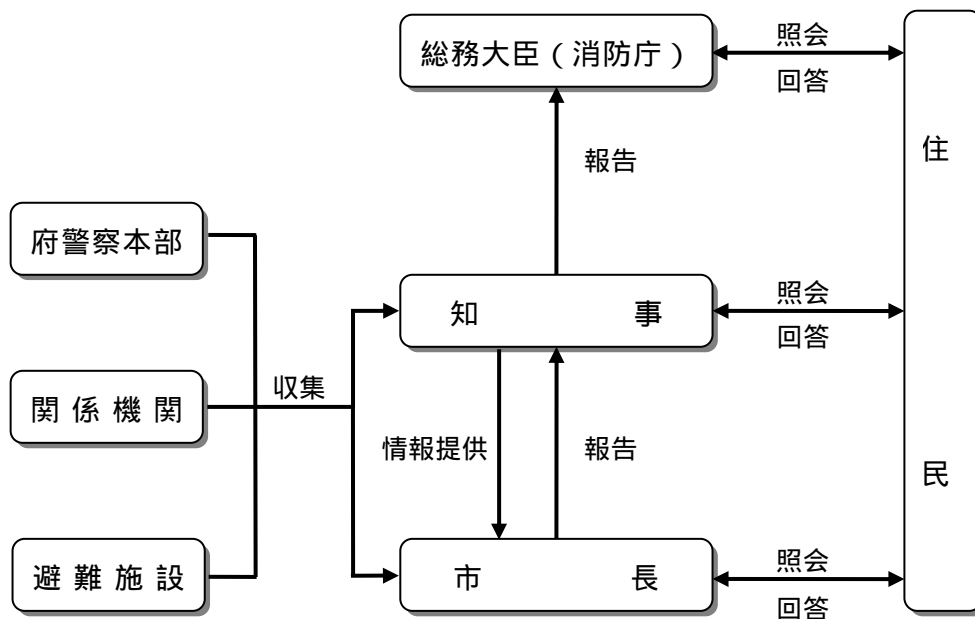 総務大臣（消防庁）
照会
回答
住民
報告
府警察本部
知事
照会
回答
関係機関
収集
情報提供
報告
避難施設
市長
照会
回答